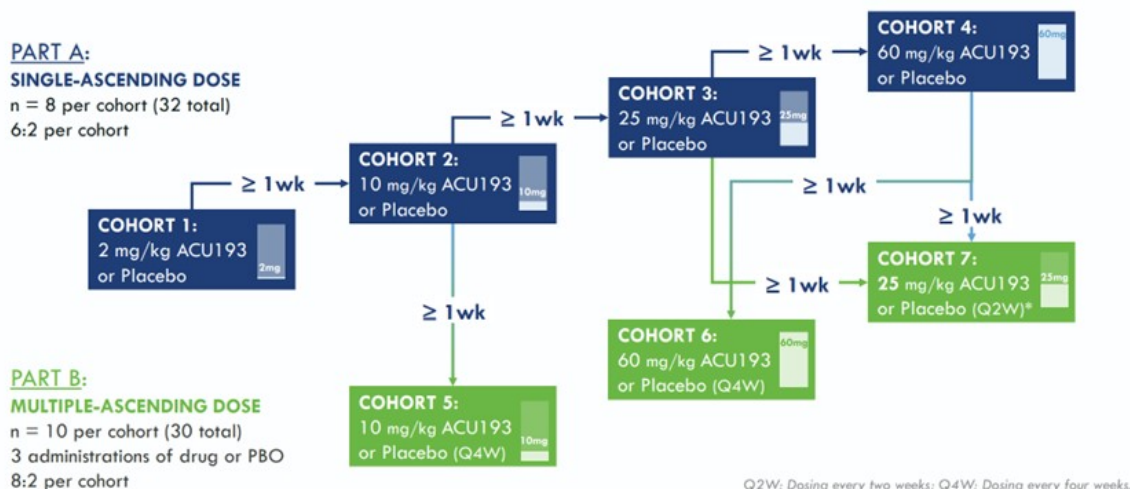 PART A:
SINGLE-ASCENDING DOSE
n = 8 per cohort (32 total)
6:2 per cohort
COHORT 1:
2 mg/kg ACU193
or Placebo
2mg
≥ 1wk
COHORT 2:
10 mg/kg ACU193
or Placebo
10mg
≥ 1wk
COHORT 3:
25 mg/kg ACU193
or Placebo
25mg
≥ 1wk
COHORT 4:
60 mg/kg ACU193
or Placebo
60mg
≥ 1wk
≥ 1wk
≥ 1wk
≥ 1wk
PART B:
MULTIPLE-ASCENDING DOSE
n = 10 per cohort (30 total)
3 administrations of drug or PBO
8:2 per cohort
COHORT 5:
10 mg/kg ACU193
or Placebo (Q4W)
10mg
COHORT 6:
60 mg/kg ACU193
or Placebo (Q4W)
60mg
COHORT 7:
25 mg/kg ACU193
or Placebo (Q2W)*
25mg
Q2W: Dosing every two weeks; Q4W: Dosing every four weeks